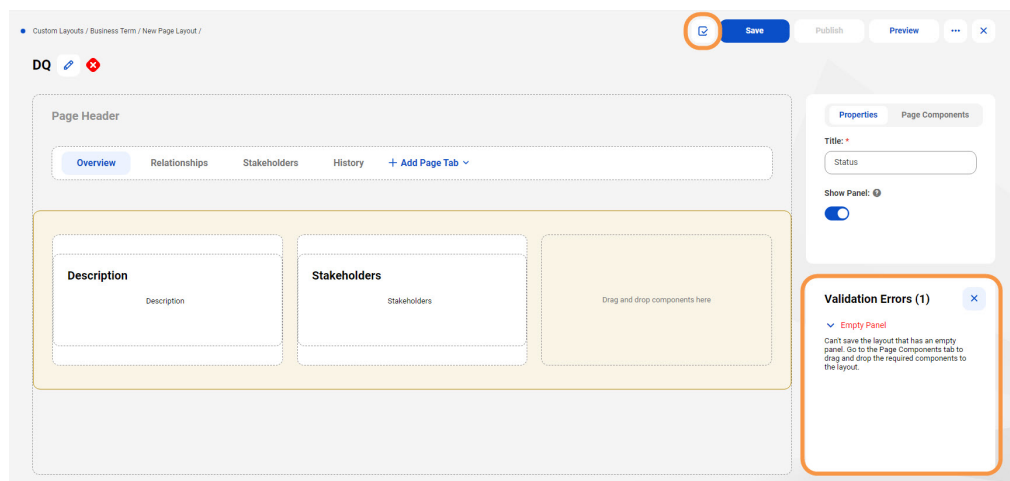 Custom Layouts / Business Term / New Page Layout /
Save
Publish
Preview
DQ
Page Header
Overview
Relationships
Stakeholders
History
+ Add Page Tab
Properties
Page Components
Title: *
Status
Show Panel:
Description
Description
Stakeholders
Stakeholders
Drag and drop components here
Validation Errors (1)
Empty Panel
Can't save the layout that has an empty
panel. Go to the Page Components tab to
drag and drop the required components to
the layout.